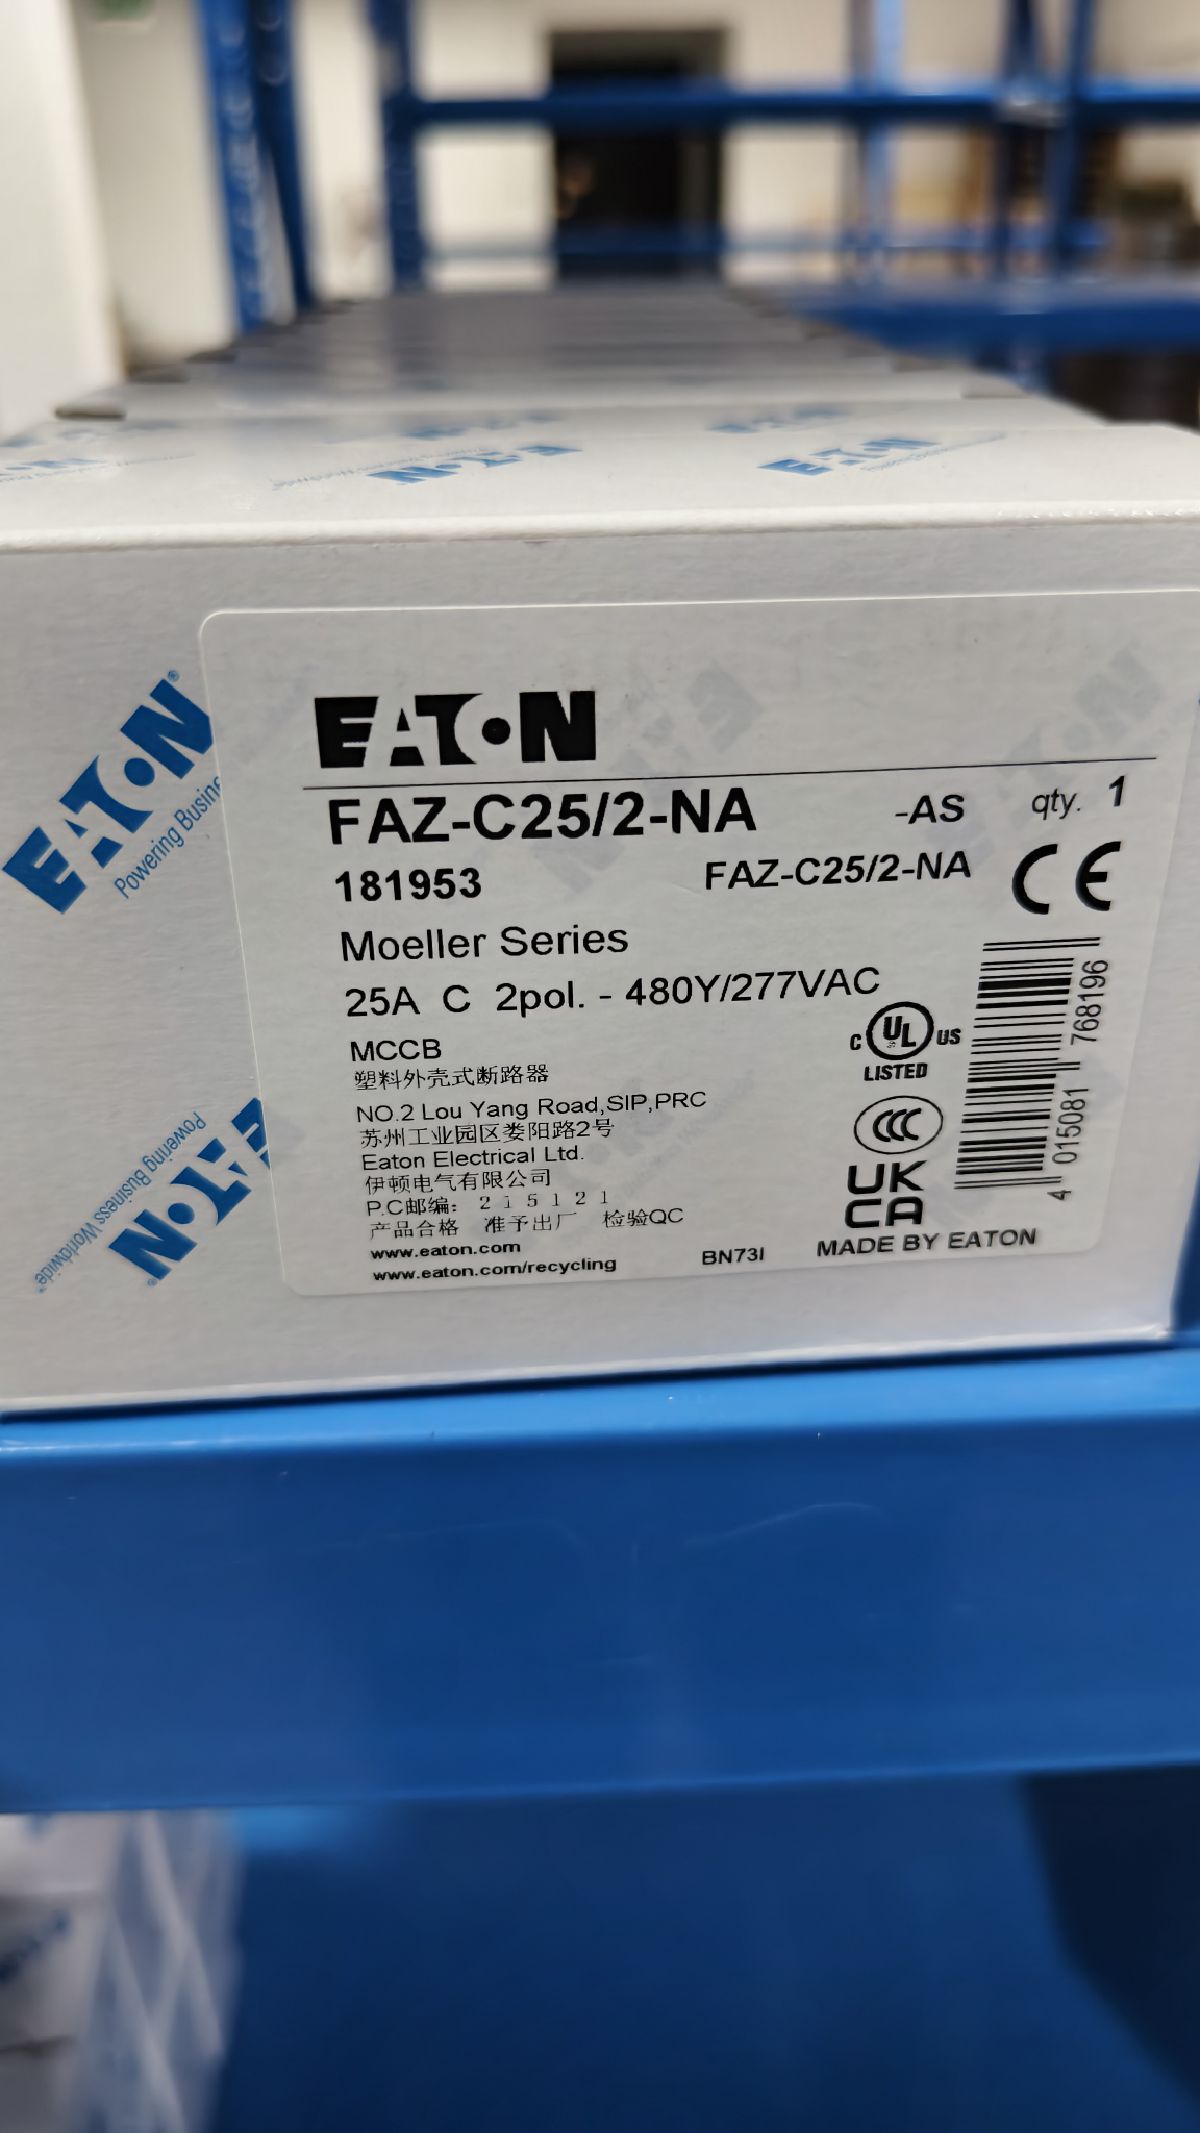 EATON
EATON
EATON
Powering Business Worldwide
EATON
FAZ-C25/2-NA -AS qty. 1
181953 FAZ-C25/2-NA CE
Moeller Series
25A C 2pol. - 480Y/277VAC
MCCB
C UL US
LISTED
塑料外壳式断路器
NO.2 Lou Yang Road,SIP,PRC
苏州工业园区娄阳路2号
CCC
Eaton Electrical Ltd.
伊顿电气有限公司
UK
CA
P.C邮编: 215121
产品合格 准予出厂 检验QC
www.eaton.com
www.eaton.com/recycling BN73I MADE BY EATON
4 015081 768196
EATON
Powering Business Worldwide